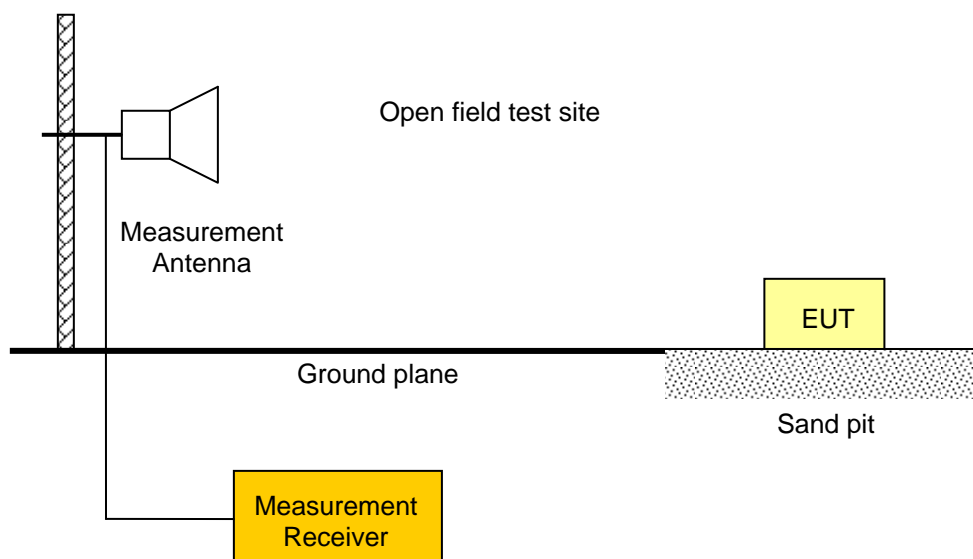 Open field test site
Measurement
Antenna
EUT
Ground plane
Sand pit
Measurement
Receiver